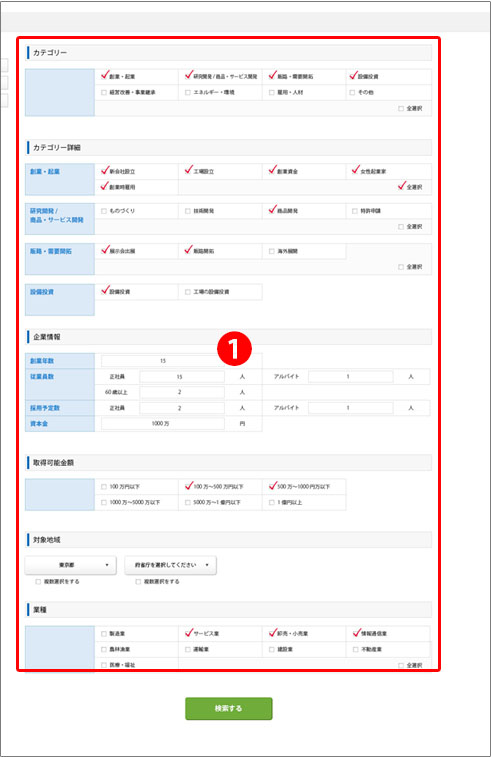 カテゴリー
創業・起業 研究開発 / 商品・サービス開発 販路・需要開拓 設備投資
経営改善・事業継承 エネルギー・環境 雇用・人材 その他
全選択
カテゴリー詳細
創業・起業 新会社設立 工場設立 創業資金 女性起業家
創業時雇用 全選択
研究開発 / ものづくり 技術開発 商品開発 特許申請
商品・サービス開発
全選択
販路・需要開拓 展示会出展 販路開拓 海外展開
全選択
設備投資 設備投資 工場の設備投資
企業情報
1
創業年数 15
従業員数 正社員 15 人 アルバイト 1 人
60歳以上 2 人
採用予定数 正社員 2 人 アルバイト 1 人
資本金 1000万 円
取得可能金額
100万円以下 100万〜500万円以下 500万〜1000円万以下
1000万〜5000万以下 5000万〜1億円以下 1億円以上
対象地域
東京都 ▼ 府省庁を選択してください ▼
複数選択をする 複数選択をする
業種
製造業 サービス業 卸売・小売業 情報通信業
農林漁業 運輸業 建設業 不動産業
医療・福祉 全選択
検索する